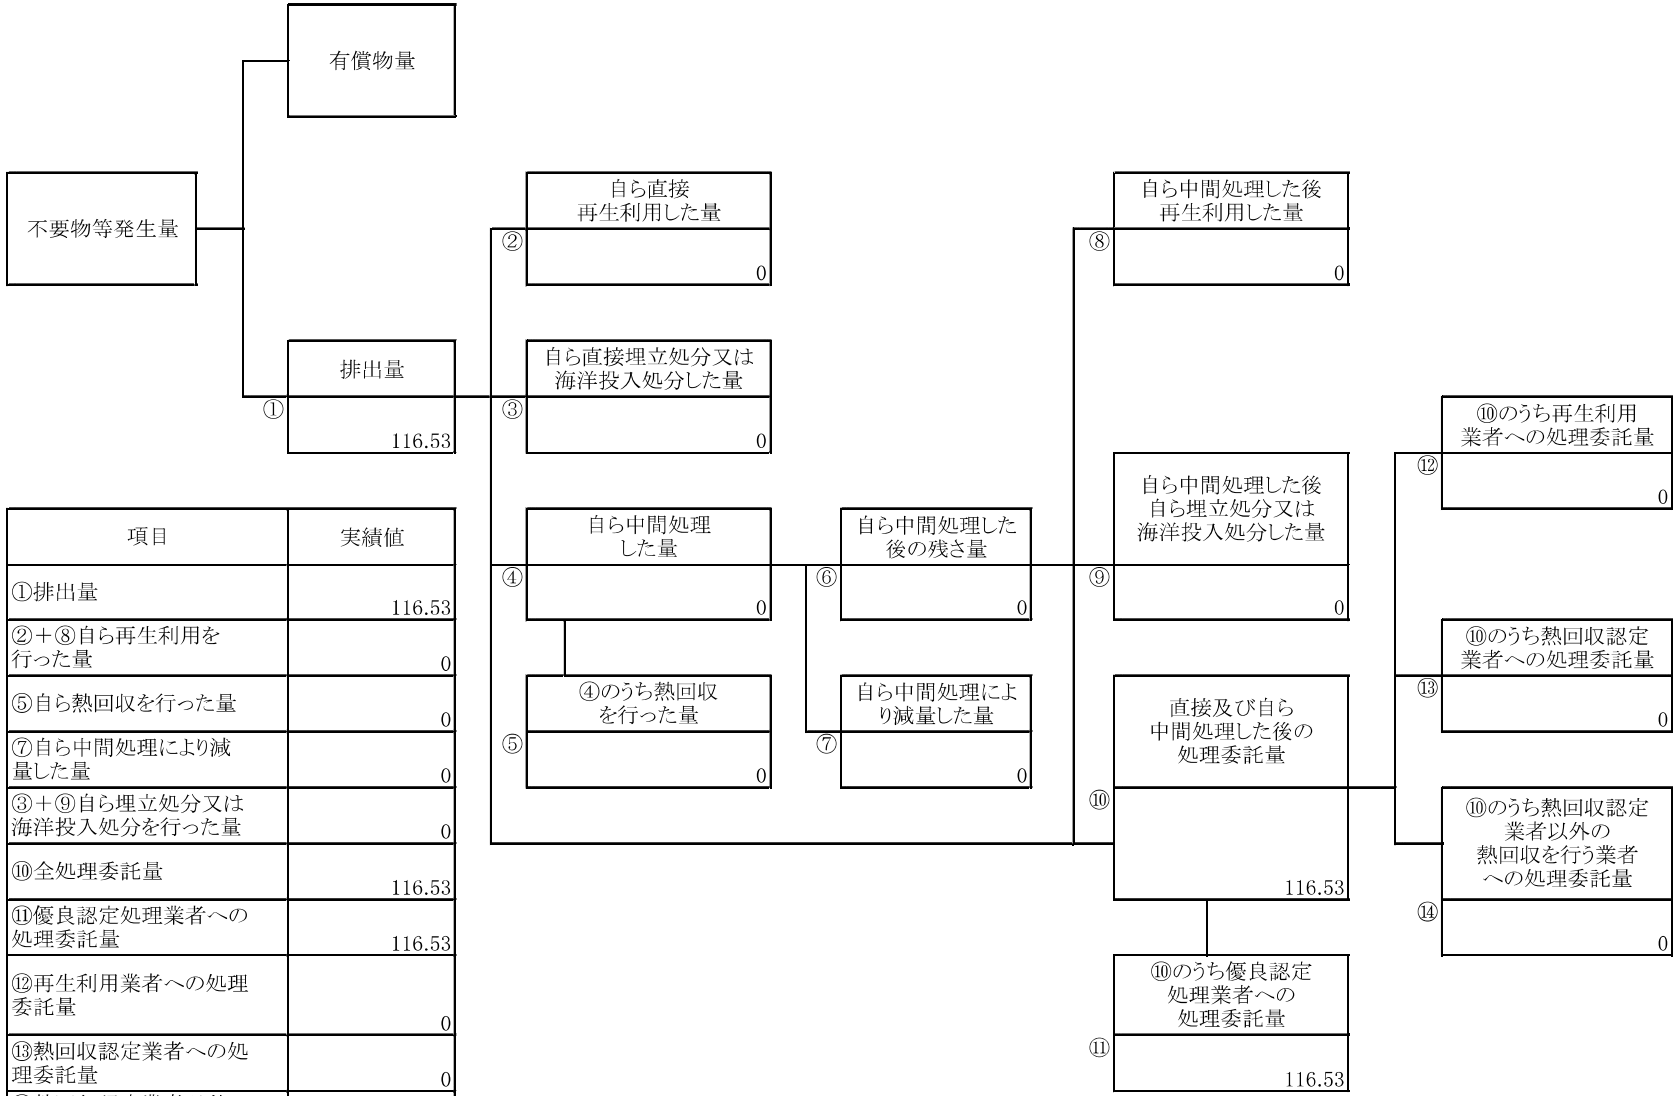 有償物量
不要物等発生量
自ら直接
再生利用した量
②
0
自ら中間処理した後
再生利用した量
⑧
0
排出量
①
116.53
自ら直接埋立処分又は
海洋投入処分した量
③
0
⑩のうち再生利用
業者への処理委託量
⑫
0
自ら中間処理
した量
④
0
自ら中間処理した
後の残さ量
⑥
0
自ら中間処理した後
自ら埋立処分又は
海洋投入処分した量
⑨
0
⑩のうち熱回収認定
業者への処理委託量
⑬
0
④のうち熱回収
を行った量
⑤
0
自ら中間処理によ
り減量した量
⑦
0
直接及び自ら
中間処理した後の
処理委託量
⑩
116.53
⑩のうち熱回収認定
業者以外の
熱回収を行う業者
への処理委託量
⑭
0
⑩のうち優良認定
処理業者への
処理委託量
⑪
116.53
項目 実績値
①排出量
116.53
②＋⑧自ら再生利用を
行った量
0
⑤自ら熱回収を行った量
0
⑦自ら中間処理により減
量した量
0
③＋⑨自ら埋立処分又は
海洋投入処分を行った量
0
⑩全処理委託量
116.53
⑪優良認定処理業者への
処理委託量
116.53
⑫再生利用業者への処理
委託量
0
⑬熱回収認定業者への処
理委託量
0